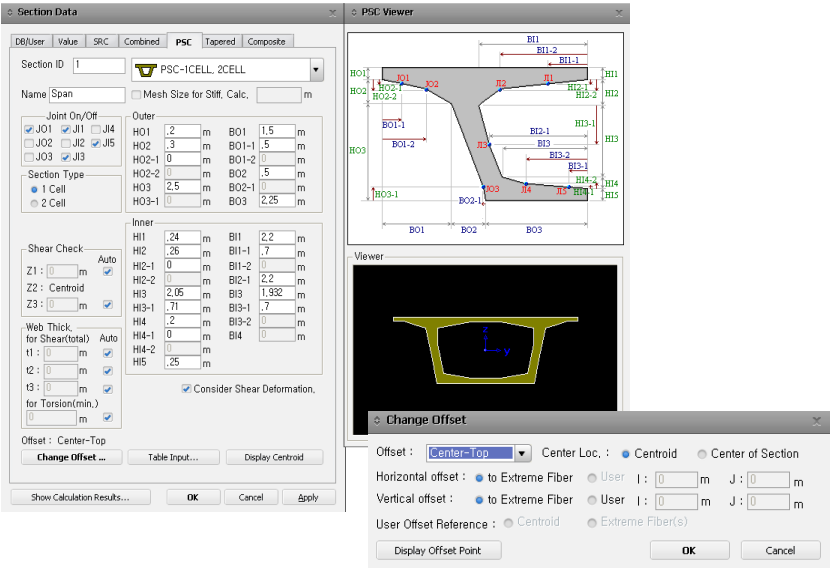 Section Data
DB/User Value SRC Combined PSC Tapered Composite
Section ID 1
PSC-1CELL, 2CELL
Name Span
Mesh Size for Stiff. Calc. m
Joint On/Off
JO1 JI1 JI4
JO2 JI2 JI5
JO3 JI3
Section Type
1 Cell
2 Cell
Outer
HO1 .2 m BO1 1.5 m
HO2 .3 m BO1-1 .5 m
HO2-1 0 m BO1-2 0 m
HO2-2 0 m BO2 .5 m
HO3 2.5 m BO2-1 0 m
HO3-1 0 m BO3 2.25 m
Inner
HI1 .24 m BI1 2.2 m
HI2 .26 m BI1-1 .7 m
HI2-1 0 m BI1-2 0 m
HI2-2 0 m BI2-1 2.2 m
HI3 2.05 m BI3 1.932 m
HI3-1 .71 m BI3-1 .7 m
HI4 .2 m BI3-2 0 m
HI4-1 0 m BI4 0 m
HI4-2 0 m
HI5 .25 m
Shear Check
Auto
Z1 : 0 m
Z2 : Centroid
Z3 : 0 m
Web Thick.
for Shear(total) Auto
t1 : 0 m
t2 : 0 m
t3 : 0 m
for Torsion(min.)
0 m
Consider Shear Deformation.
Offset : Center-Top
Change Offset ... Table Input... Display Centroid
Show Calculation Results... OK Cancel Apply
PSC Viewer
BI1
BI1-2
BI1-1
HO1 JO1 JO2 JI2 JI1 HI1
HO2 HO2-1 HI2-1 HI2
BO1-1
BO1-2
HI3-1
BI2-1
BI3
HO3 JI3 HI3
BI3-2
BI3-1
HO3-1 JO3 JI4 JI5 HI4-2 HI4
HI4-1 HI5
BO2-1
BO1 BO2 BO3
Viewer
z
y
Change Offset
Offset : Center-Top Center Loc. : Centroid Center of Section
Horizontal offset : to Extreme Fiber User I : 0 m J : 0 m
Vertical offset : to Extreme Fiber User I : 0 m J : 0 m
User Offset Reference : Centroid Extreme Fiber(s)
Display Offset Point OK Cancel